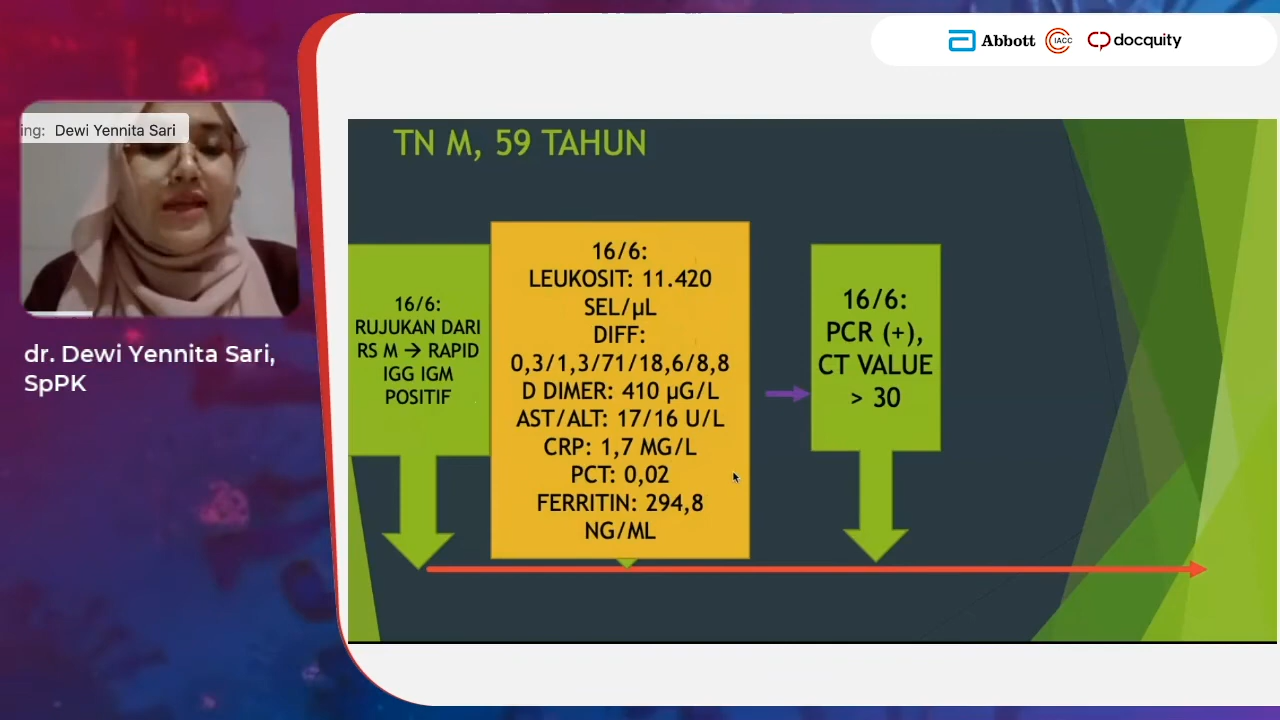 Abbott
IACC
docquity
ing: Dewi Yennita Sari
dr. Dewi Yennita Sari,
SpPK
TN M, 59 TAHUN
16/6:
RUJUKAN DARI
RS M → RAPID
IGG IGM
POSITIF
16/6:
LEUKOSIT: 11.420
SEL/µL
DIFF:
0,3/1,3/71/18,6/8,8
D DIMER: 410 µG/L
AST/ALT: 17/16 U/L
CRP: 1,7 MG/L
PCT: 0,02
FERRITIN: 294,8
NG/ML
16/6:
PCR (+),
CT VALUE
> 30